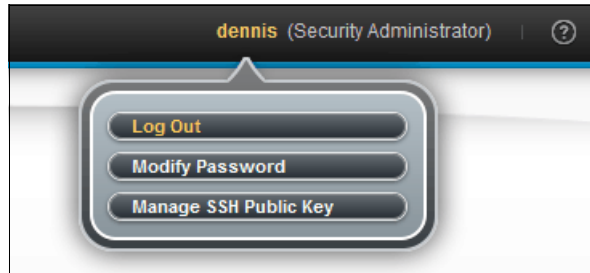 dennis (Security Administrator) | ?
Log Out
Modify Password
Manage SSH Public Key